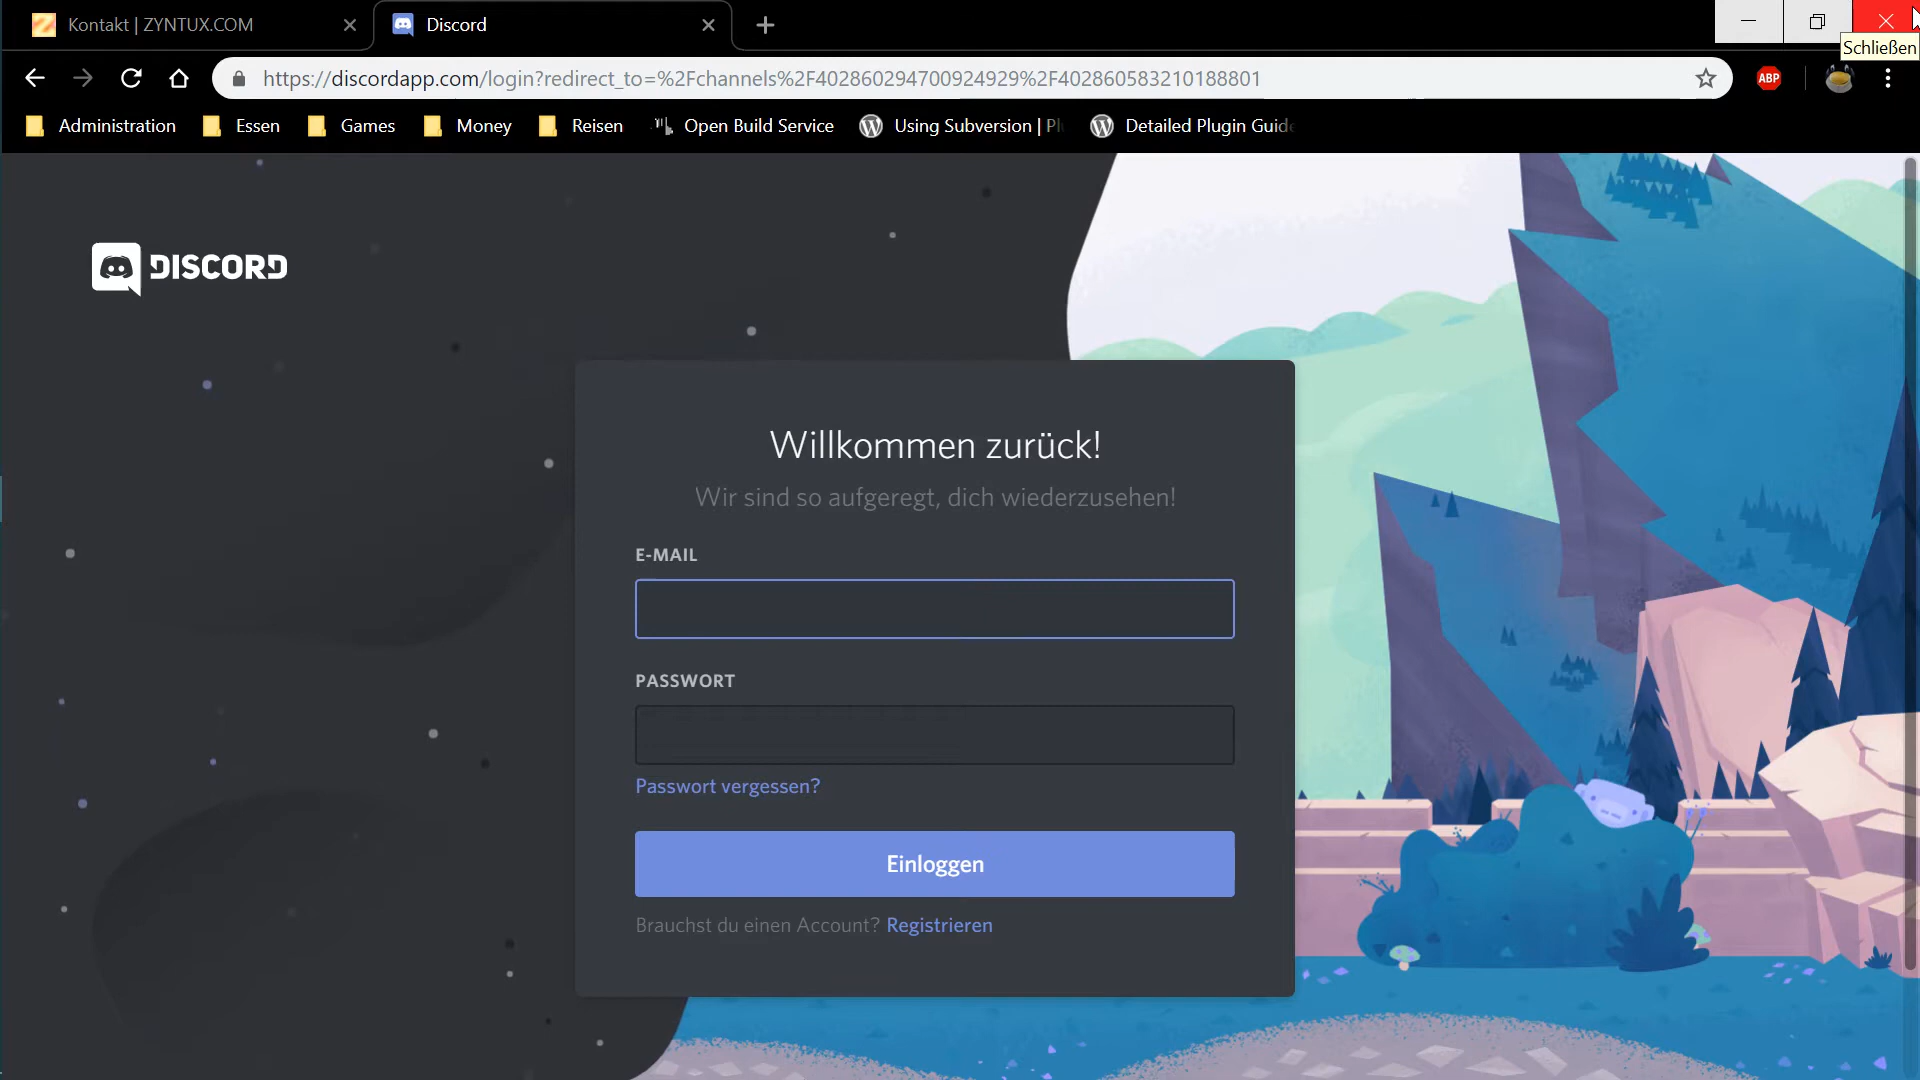 Kontakt | ZYNTUX.COM
Discord
Schließen
https://discordapp.com/login?redirect_to=%2Fchannels%2F402860294700924929%2F402860583210188801
ABP
Administration
Essen
Games
Money
Reisen
Open Build Service
Using Subversion | Pl
Detailed Plugin Guide
DISCORD
Willkommen zurück!
Wir sind so aufgeregt, dich wiederzusehen!
E-MAIL
PASSWORT
Passwort vergessen?
Einloggen
Brauchst du einen Account? Registrieren